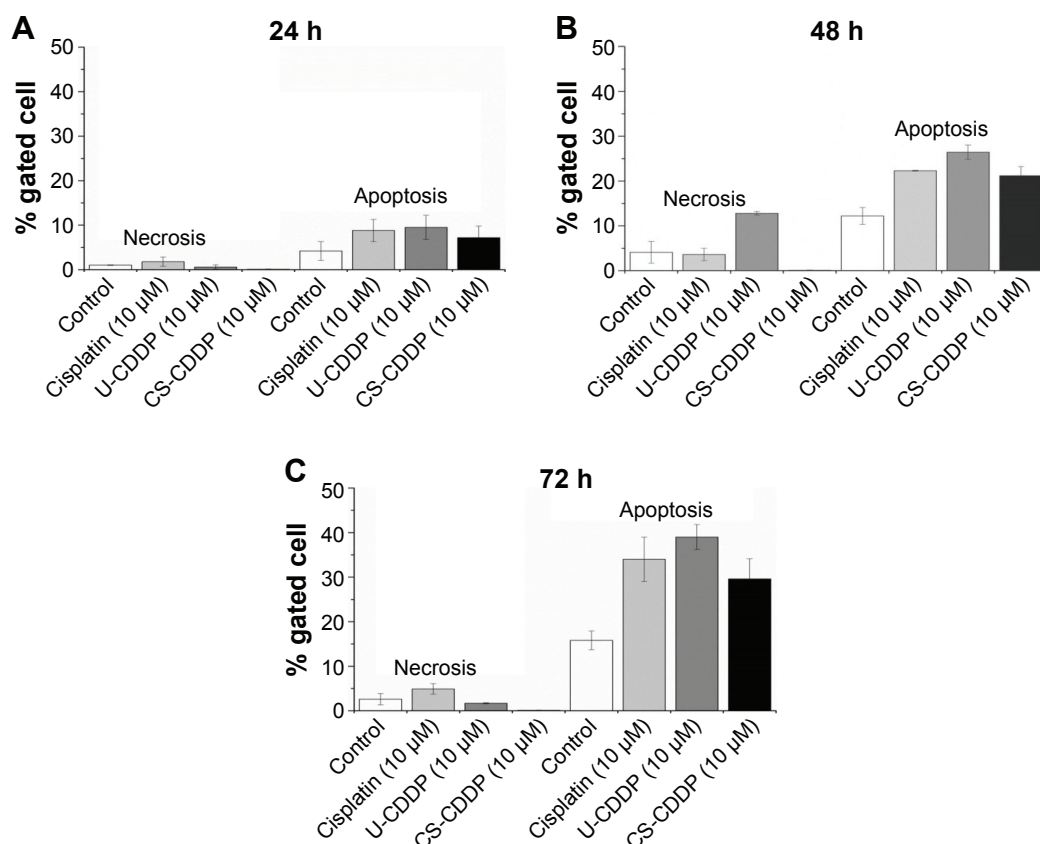 A
24 h
50
40
30
20
10
0
% gated cell
Necrosis
Apoptosis
Control
Cisplatin (10 µM)
U-CDDP (10 µM)
CS-CDDP (10 µM)
Control
Cisplatin (10 µM)
U-CDDP (10 µM)
CS-CDDP (10 µM)
B
48 h
50
40
30
20
10
0
% gated cell
Necrosis
Apoptosis
Control
Cisplatin (10 µM)
U-CDDP (10 µM)
CS-CDDP (10 µM)
Control
Cisplatin (10 µM)
U-CDDP (10 µM)
CS-CDDP (10 µM)
C
72 h
50
40
30
20
10
0
% gated cell
Necrosis
Apoptosis
Control
Cisplatin (10 µM)
U-CDDP (10 µM)
CS-CDDP (10 µM)
Control
Cisplatin (10 µM)
U-CDDP (10 µM)
CS-CDDP (10 µM)